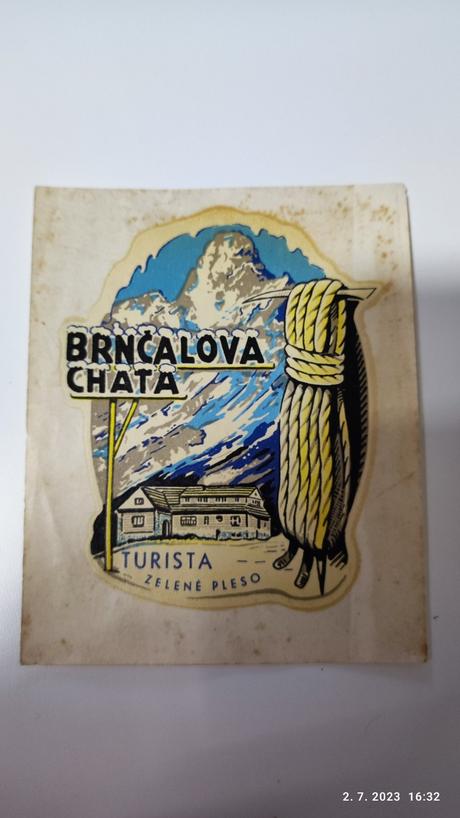 BRNČALOVA
CHATA
TURISTA
ZELENÉ PLESO
2. 7. 2023 16:32